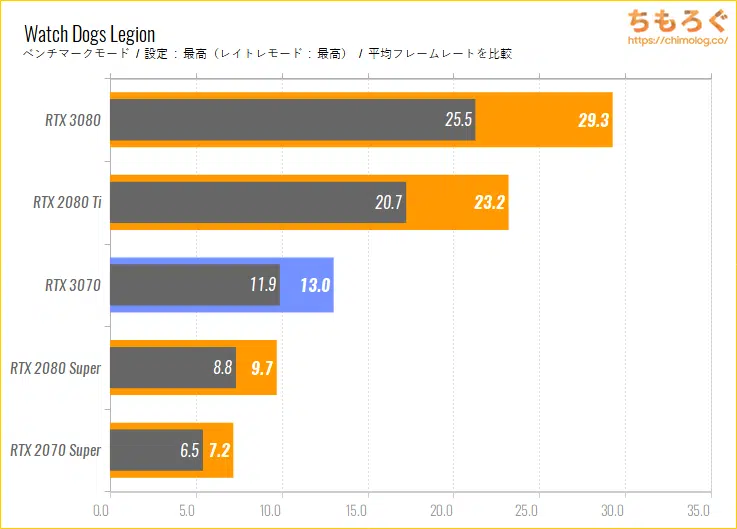 Watch Dogs Legion
ちもろぐ
https://chimolog.co/
ベンチマークモード / 設定 : 最高（レイトレモード : 最高） / 平均フレームレートを比較
RTX 3080 25.5 29.3
RTX 2080 Ti 20.7 23.2
RTX 3070 11.9 13.0
RTX 2080 Super 8.8 9.7
RTX 2070 Super 6.5 7.2
0.0 5.0 10.0 15.0 20.0 25.0 30.0 35.0